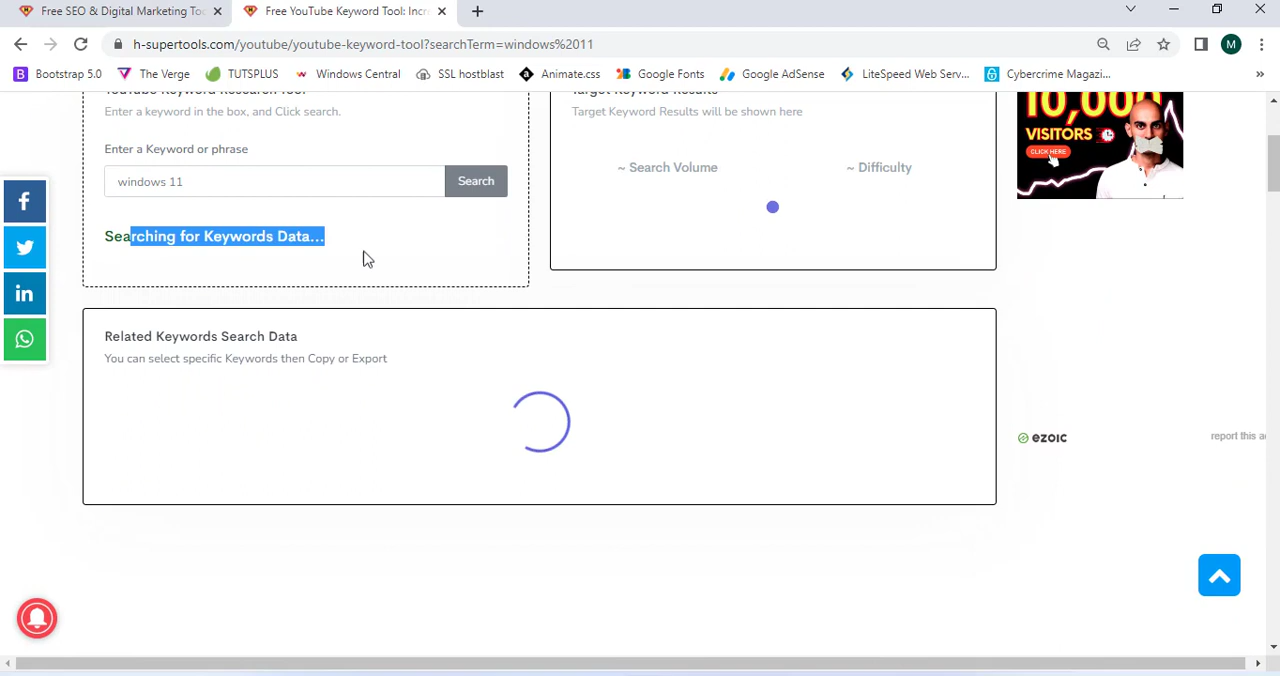 Free SEO & Digital Marketing Too
Free YouTube Keyword Tool: Incr
h-supertools.com/youtube/youtube-keyword-tool?searchTerm=windows%2011
M
B Bootstrap 5.0
The Verge
TUTSPLUS
Windows Central
SSL hostblast
Animate.css
Google Fonts
Google AdSense
LiteSpeed Web Serv...
Cybercrime Magazi...
»
Enter a keyword in the box, and Click search.
Enter a Keyword or phrase
windows 11
Search
Searching for Keywords Data...
Target Keyword Results
Target Keyword Results will be shown here
~ Search Volume
~ Difficulty
10,000
VISITORS
CLICK HERE
Related Keywords Search Data
You can select specific Keywords then Copy or Export
ezoic
report this a